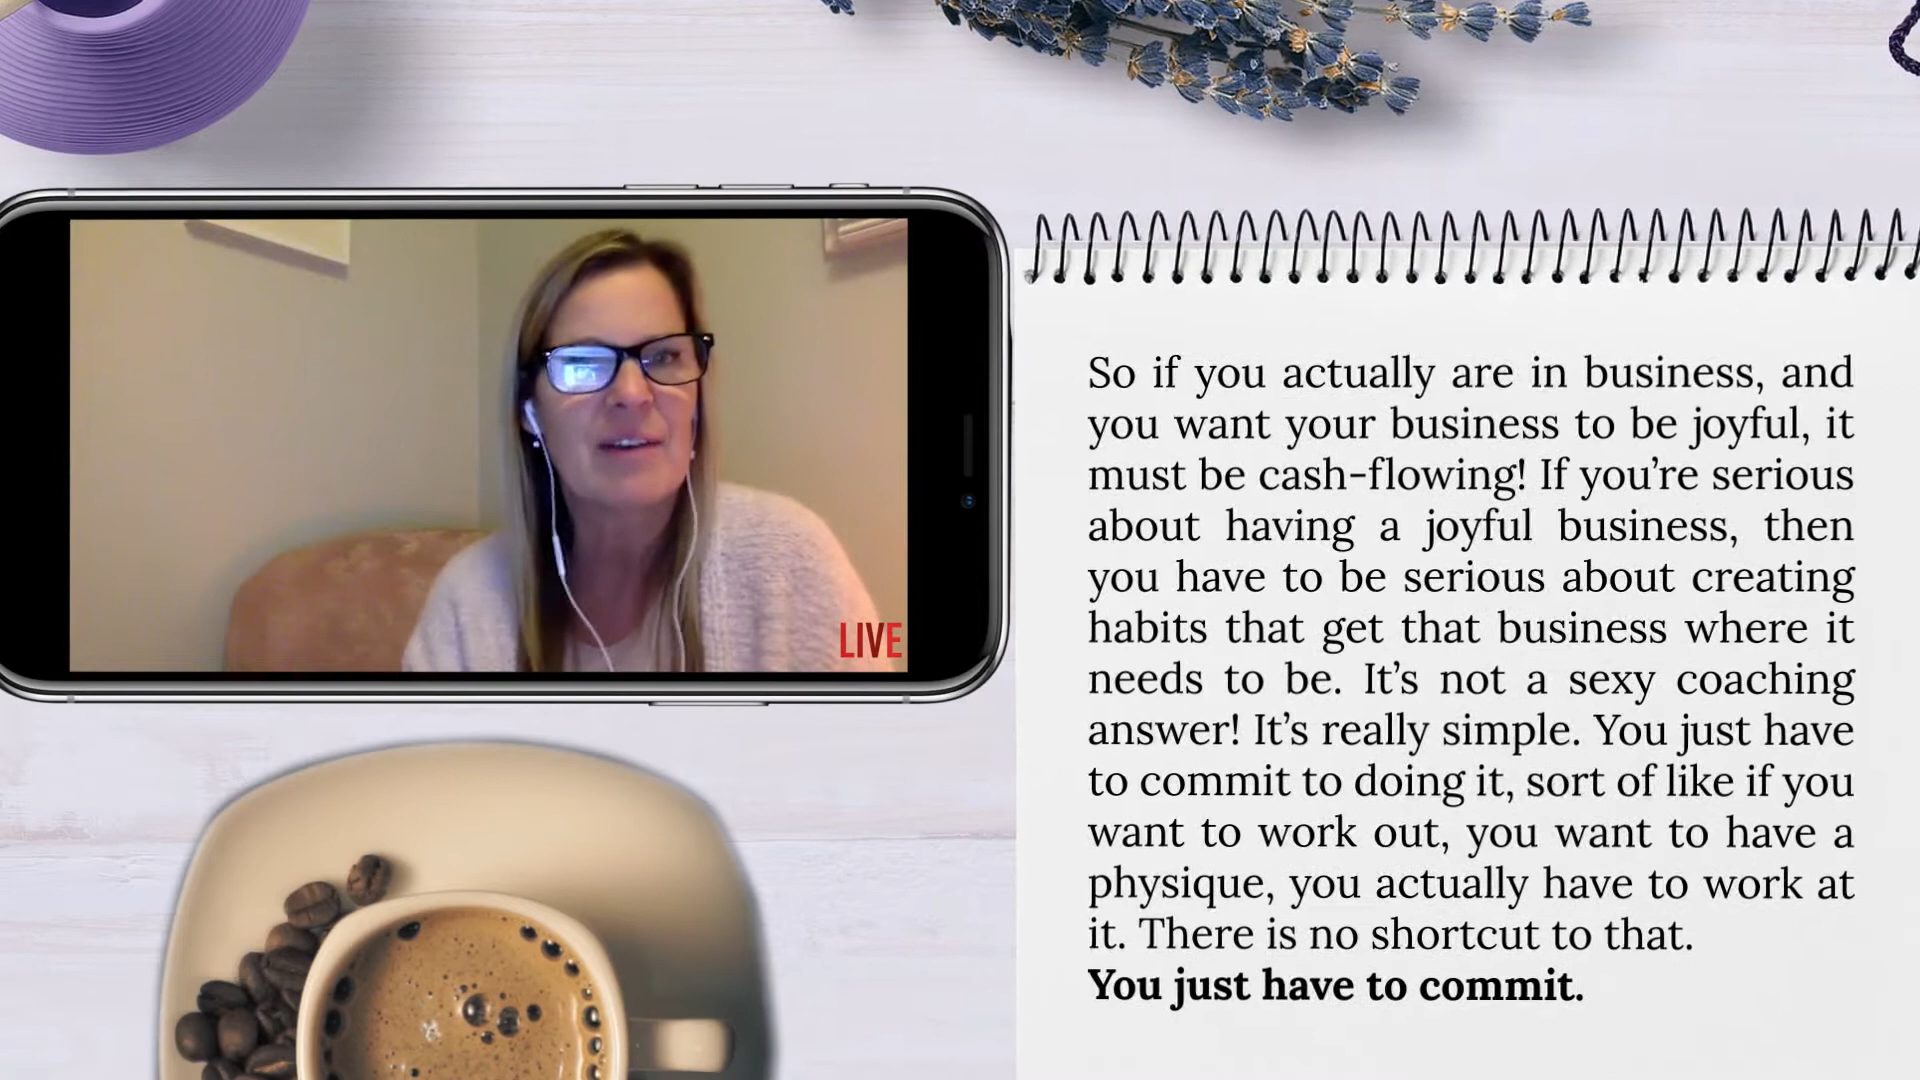 LIVE
So if you actually are in business, and
you want your business to be joyful, it
must be cash-flowing! If you’re serious
about having a joyful business, then
you have to be serious about creating
habits that get that business where it
needs to be. It’s not a sexy coaching
answer! It’s really simple. You just have
to commit to doing it, sort of like if you
want to work out, you want to have a
physique, you actually have to work at
it. There is no shortcut to that.
You just have to commit.